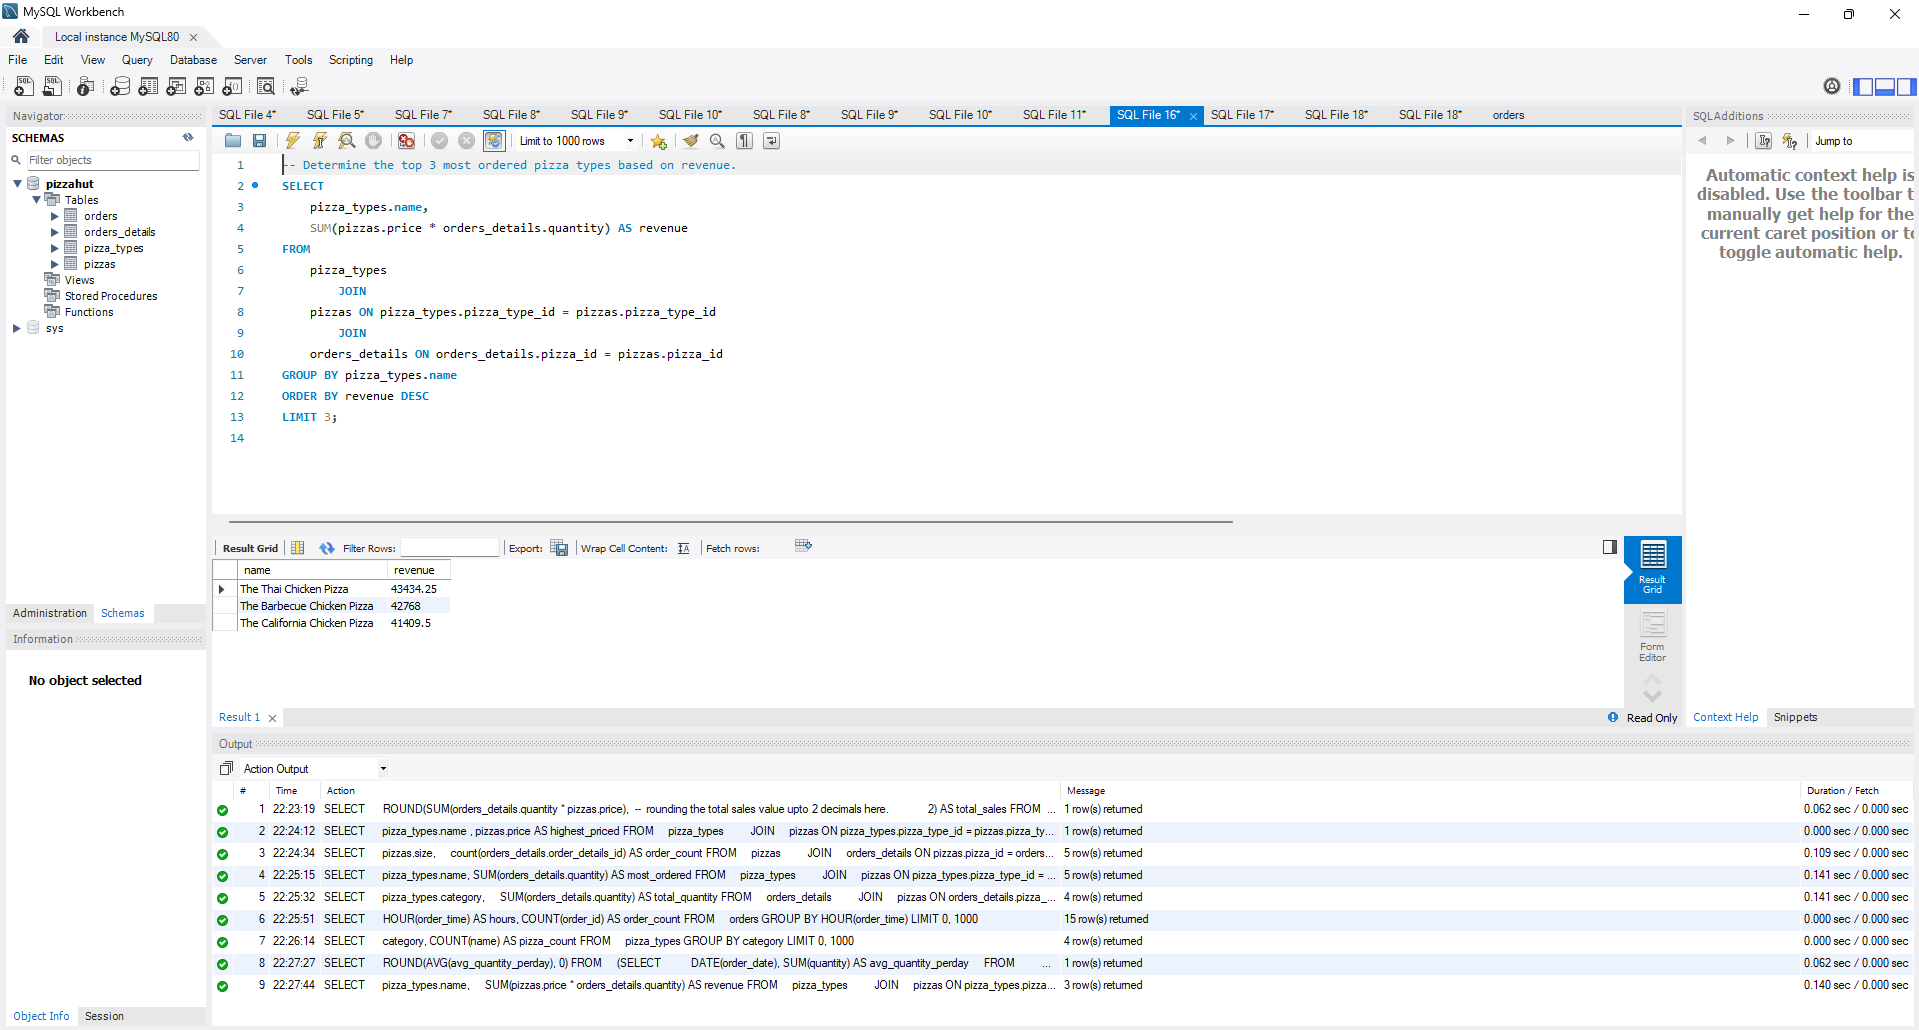 MySQL Workbench
Local instance MySQL80
File Edit View Query Database Server Tools Scripting Help
Navigator
SCHEMAS
Filter objects
pizzahut
Tables
orders
orders_details
pizza_types
pizzas
Views
Stored Procedures
Functions
sys
Administration Schemas
Information
No object selected
Object Info Session
SQL File 4* SQL File 5* SQL File 7* SQL File 8* SQL File 9* SQL File 10* SQL File 8* SQL File 9* SQL File 10* SQL File 11* SQL File 16* SQL File 17* SQL File 18* SQL File 18* orders
Limit to 1000 rows
1 -- Determine the top 3 most ordered pizza types based on revenue.
2 SELECT
3 pizza_types.name,
4 SUM(pizzas.price * orders_details.quantity) AS revenue
5 FROM
6 pizza_types
7 JOIN
8 pizzas ON pizza_types.pizza_type_id = pizzas.pizza_type_id
9 JOIN
10 orders_details ON orders_details.pizza_id = pizzas.pizza_id
11 GROUP BY pizza_types.name
12 ORDER BY revenue DESC
13 LIMIT 3;
14
Result Grid Filter Rows: Export: Wrap Cell Content: Fetch rows:
name revenue
The Thai Chicken Pizza 43434.25
The Barbecue Chicken Pizza 42768
The California Chicken Pizza 41409.5
Result
Grid
Form
Editor
Result 1
Read Only
SQLAdditions
Jump to
Automatic context help is
disabled. Use the toolbar t
manually get help for the
current caret position or to
toggle automatic help.
Context Help Snippets
Output
Action Output
# Time Action Message Duration / Fetch
1 22:23:19 SELECT ROUND(SUM(orders_details.quantity * pizzas.price), -- rounding the total sales value upto 2 decimals here. 2) AS total_sales FROM ... 1 row(s) returned 0.062 sec / 0.000 sec
2 22:24:12 SELECT pizza_types.name , pizzas.price AS highest_priced FROM pizza_types JOIN pizzas ON pizza_types.pizza_type_id = pizzas.pizza_ty... 1 row(s) returned 0.000 sec / 0.000 sec
3 22:24:34 SELECT pizzas.size, count(orders_details.order_details_id) AS order_count FROM pizzas JOIN orders_details ON pizzas.pizza_id = orders... 5 row(s) returned 0.109 sec / 0.000 sec
4 22:25:15 SELECT pizza_types.name, SUM(orders_details.quantity) AS most_ordered FROM pizza_types JOIN pizzas ON pizza_types.pizza_type_id = ... 5 row(s) returned 0.141 sec / 0.000 sec
5 22:25:32 SELECT pizza_types.category, SUM(orders_details.quantity) AS total_quantity FROM orders_details JOIN pizzas ON orders_details.pizza_... 4 row(s) returned 0.141 sec / 0.000 sec
6 22:25:51 SELECT HOUR(order_time) AS hours, COUNT(order_id) AS order_count FROM orders GROUP BY HOUR(order_time) LIMIT 0, 1000 15 row(s) returned 0.000 sec / 0.000 sec
7 22:26:14 SELECT category, COUNT(name) AS pizza_count FROM pizza_types GROUP BY category LIMIT 0, 1000 4 row(s) returned 0.000 sec / 0.000 sec
8 22:27:27 SELECT ROUND(AVG(avg_quantity_perday), 0) FROM (SELECT DATE(order_date), SUM(quantity) AS avg_quantity_perday FROM ... 1 row(s) returned 0.062 sec / 0.000 sec
9 22:27:44 SELECT pizza_types.name, SUM(pizzas.price * orders_details.quantity) AS revenue FROM pizza_types JOIN pizzas ON pizza_types.pizza... 3 row(s) returned 0.140 sec / 0.000 sec